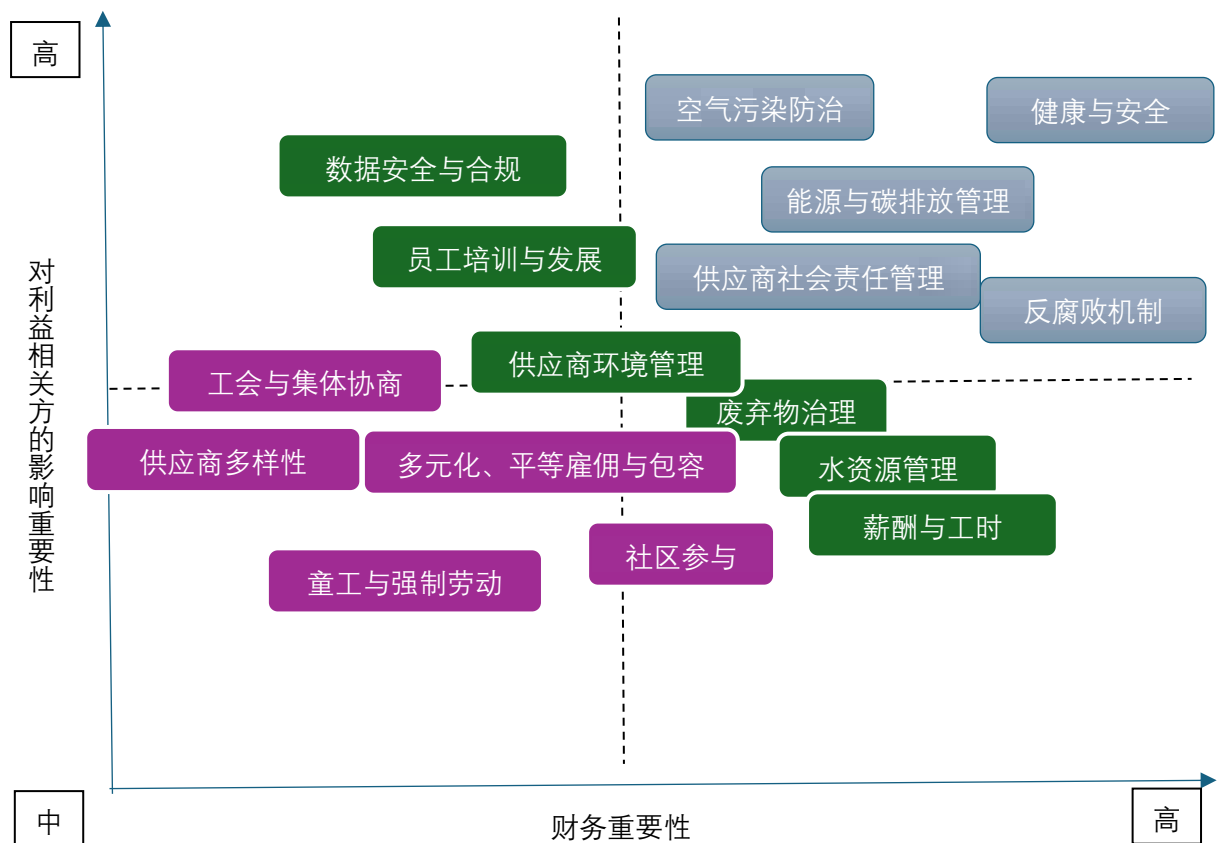 高
空气污染防治
健康与安全
数据安全与合规
能源与碳排放管理
员工培训与发展
供应商社会责任管理
反腐败机制
对利益相关方的影响重要性
供应商环境管理
工会与集体协商
废弃物治理
供应商多样性
多元化、平等雇佣与包容
水资源管理
薪酬与工时
社区参与
童工与强制劳动
中
财务重要性
高